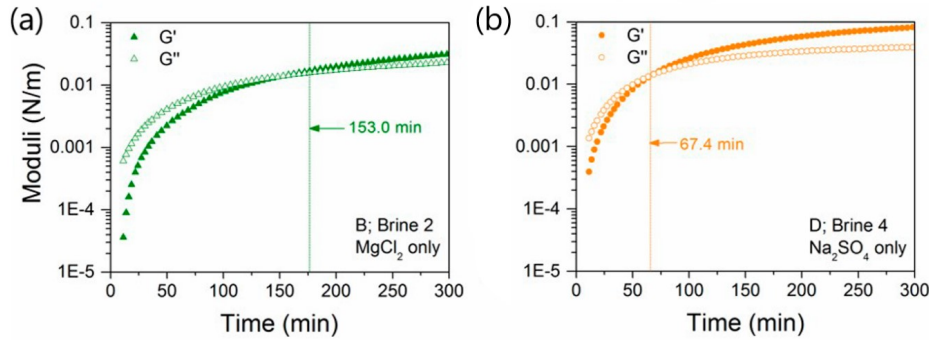 (a)
G'
G"
153.0 min
B; Brine 2
MgCl₂ only
0.1
0.01
0.001
1E-4
1E-5
Moduli (N/m)
0 50 100 150 200 250 300
Time (min)
(b)
G'
G"
67.4 min
D; Brine 4
Na₂SO₄ only
0.1
0.01
0.001
1E-4
1E-5
0 50 100 150 200 250 300
Time (min)